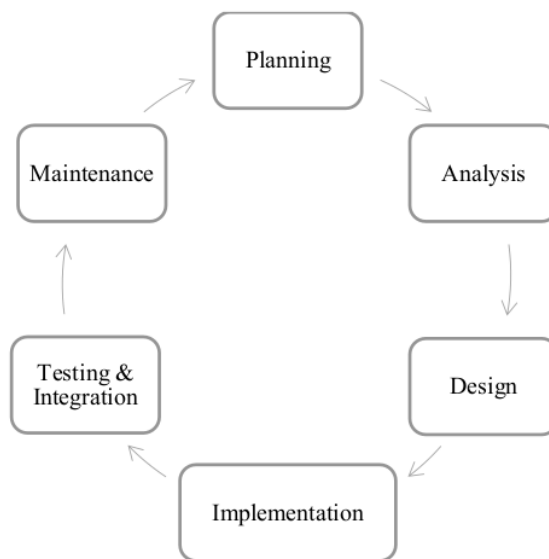 Planning
Maintenance
Analysis
Testing &
Integration
Design
Implementation